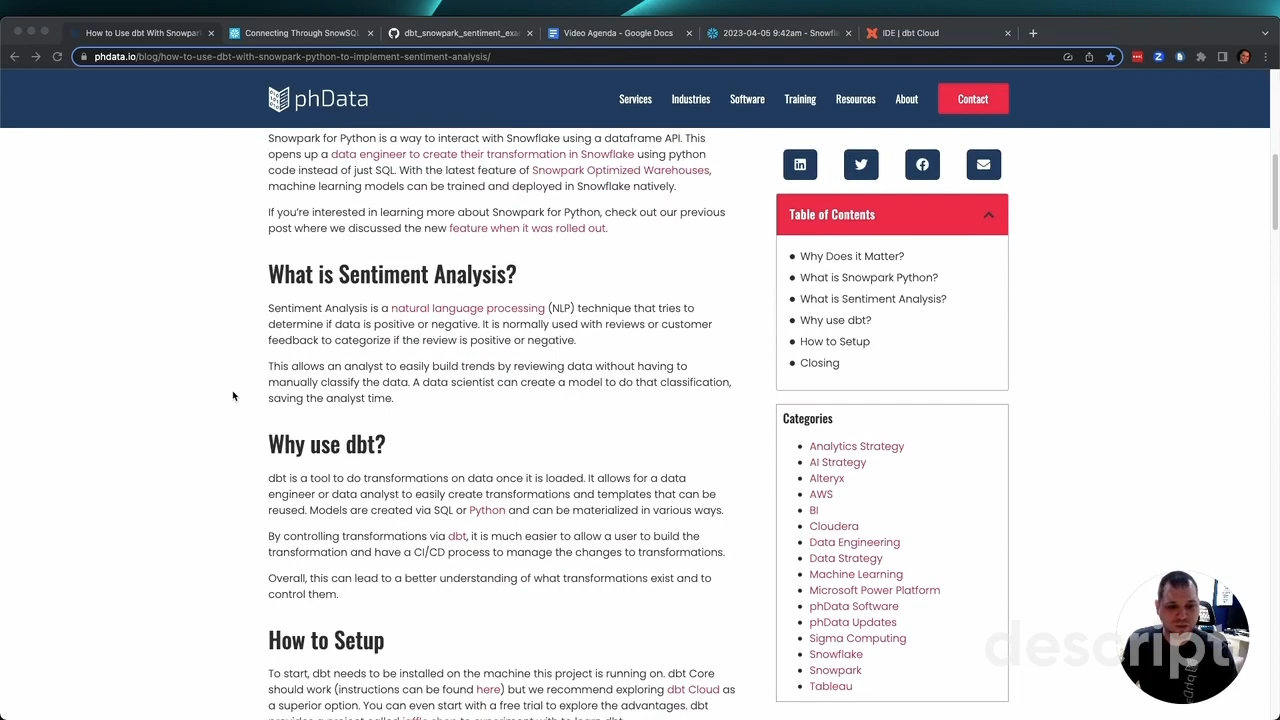 How to Use dbt With Snowpar
Connecting Through SnowSQL
dbt_snowpark_sentiment_exa
Video Agenda - Google Docs
2023-04-05 9:42am - Snowfl
IDE | dbt Cloud
phdata.io/blog/how-to-use-dbt-with-snowpark-python-to-implement-sentiment-analysis/
phData
Services
Industries
Software
Training
Resources
About
Contact
Snowpark for Python is a way to interact with Snowflake using a dataframe API. This
opens up a data engineer to create their transformation in Snowflake using python
code instead of just SQL. With the latest feature of Snowpark Optimized Warehouses,
machine learning models can be trained and deployed in Snowflake natively.
If you're interested in learning more about Snowpark for Python, check out our previous
post where we discussed the new feature when it was rolled out.
What is Sentiment Analysis?
Sentiment Analysis is a natural language processing (NLP) technique that tries to
determine if data is positive or negative. It is normally used with reviews or customer
feedback to categorize if the review is positive or negative.
This allows an analyst to easily build trends by reviewing data without having to
manually classify the data. A data scientist can create a model to do that classification,
saving the analyst time.
Why use dbt?
dbt is a tool to do transformations on data once it is loaded. It allows for a data
engineer or data analyst to easily create transformations and templates that can be
reused. Models are created via SQL or Python and can be materialized in various ways.
By controlling transformations via dbt, it is much easier to allow a user to build the
transformation and have a CI/CD process to manage the changes to transformations.
Overall, this can lead to a better understanding of what transformations exist and to
control them.
How to Setup
To start, dbt needs to be installed on the machine this project is running on. dbt Core
should work (instructions can be found here) but we recommend exploring dbt Cloud as
a superior option. You can even start with a free trial to explore the advantages. dbt
provides a project called jaffle shop to experiment with to learn dbt.
Table of Contents
Why Does it Matter?
What is Snowpark Python?
What is Sentiment Analysis?
Why use dbt?
How to Setup
Closing
Categories
Analytics Strategy
AI Strategy
Alteryx
AWS
BI
Cloudera
Data Engineering
Data Strategy
Machine Learning
Microsoft Power Platform
phData Software
phData Updates
Sigma Computing
Snowflake
Snowpark
Tableau
descript